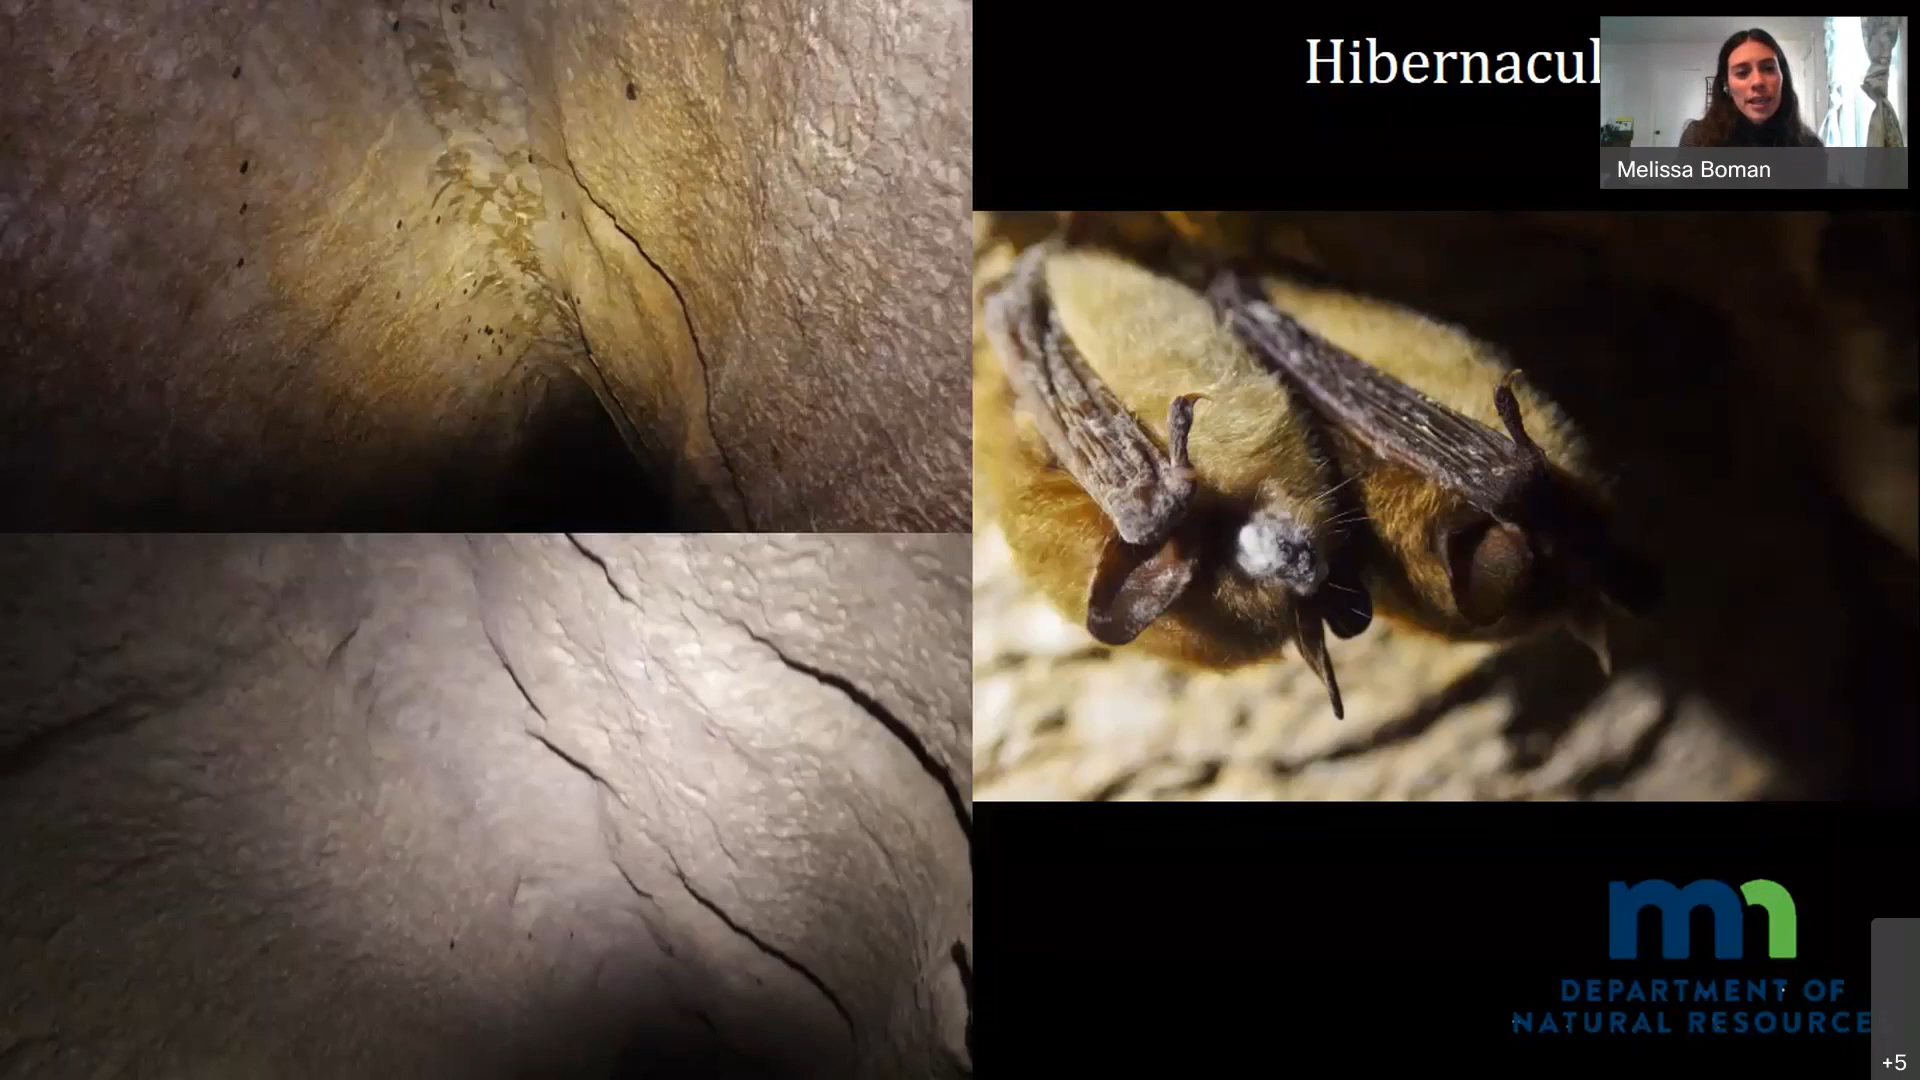 Hibernacul
Melissa Boman
mn
DEPARTMENT OF
NATURAL RESOURCE
+5